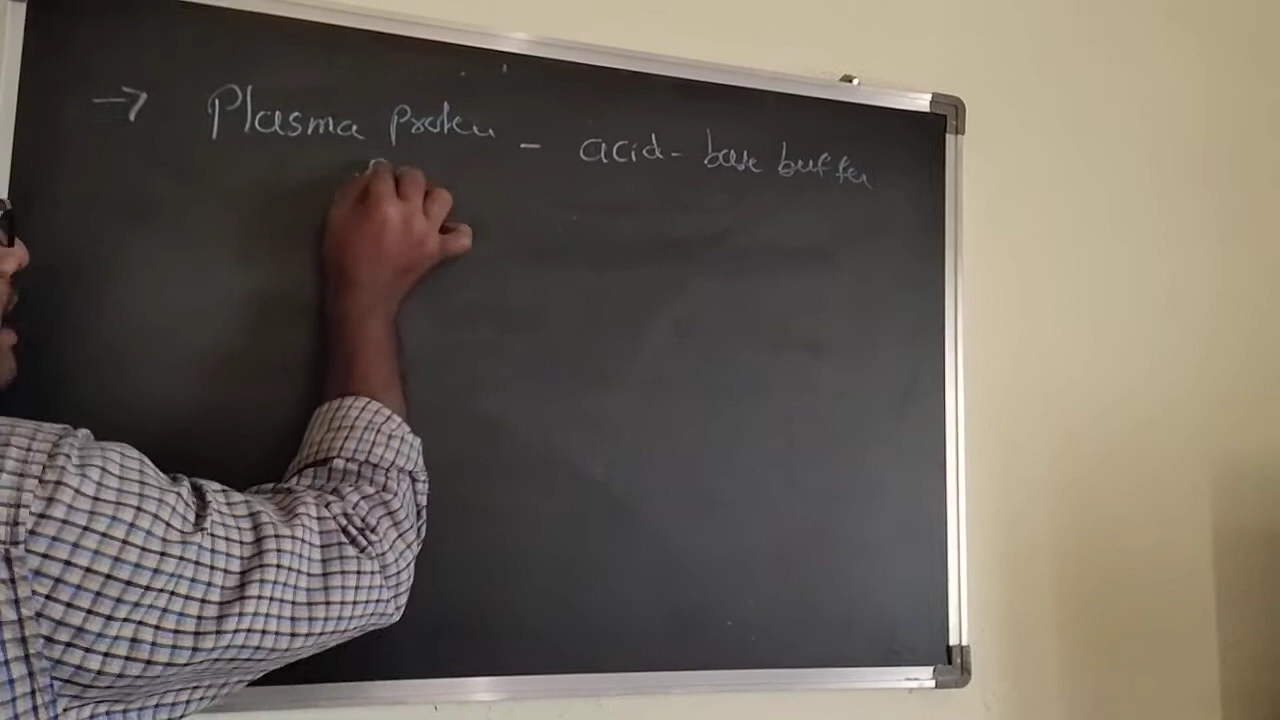 → Plasma protein - acid-base buffer